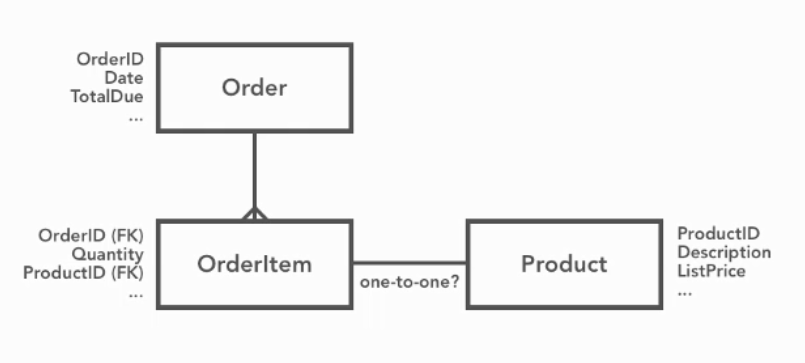 OrderID
Date
TotalDue
...
Order
OrderID (FK)
Quantity
ProductID (FK)
...
OrderItem
one-to-one?
Product
ProductID
Description
ListPrice
...